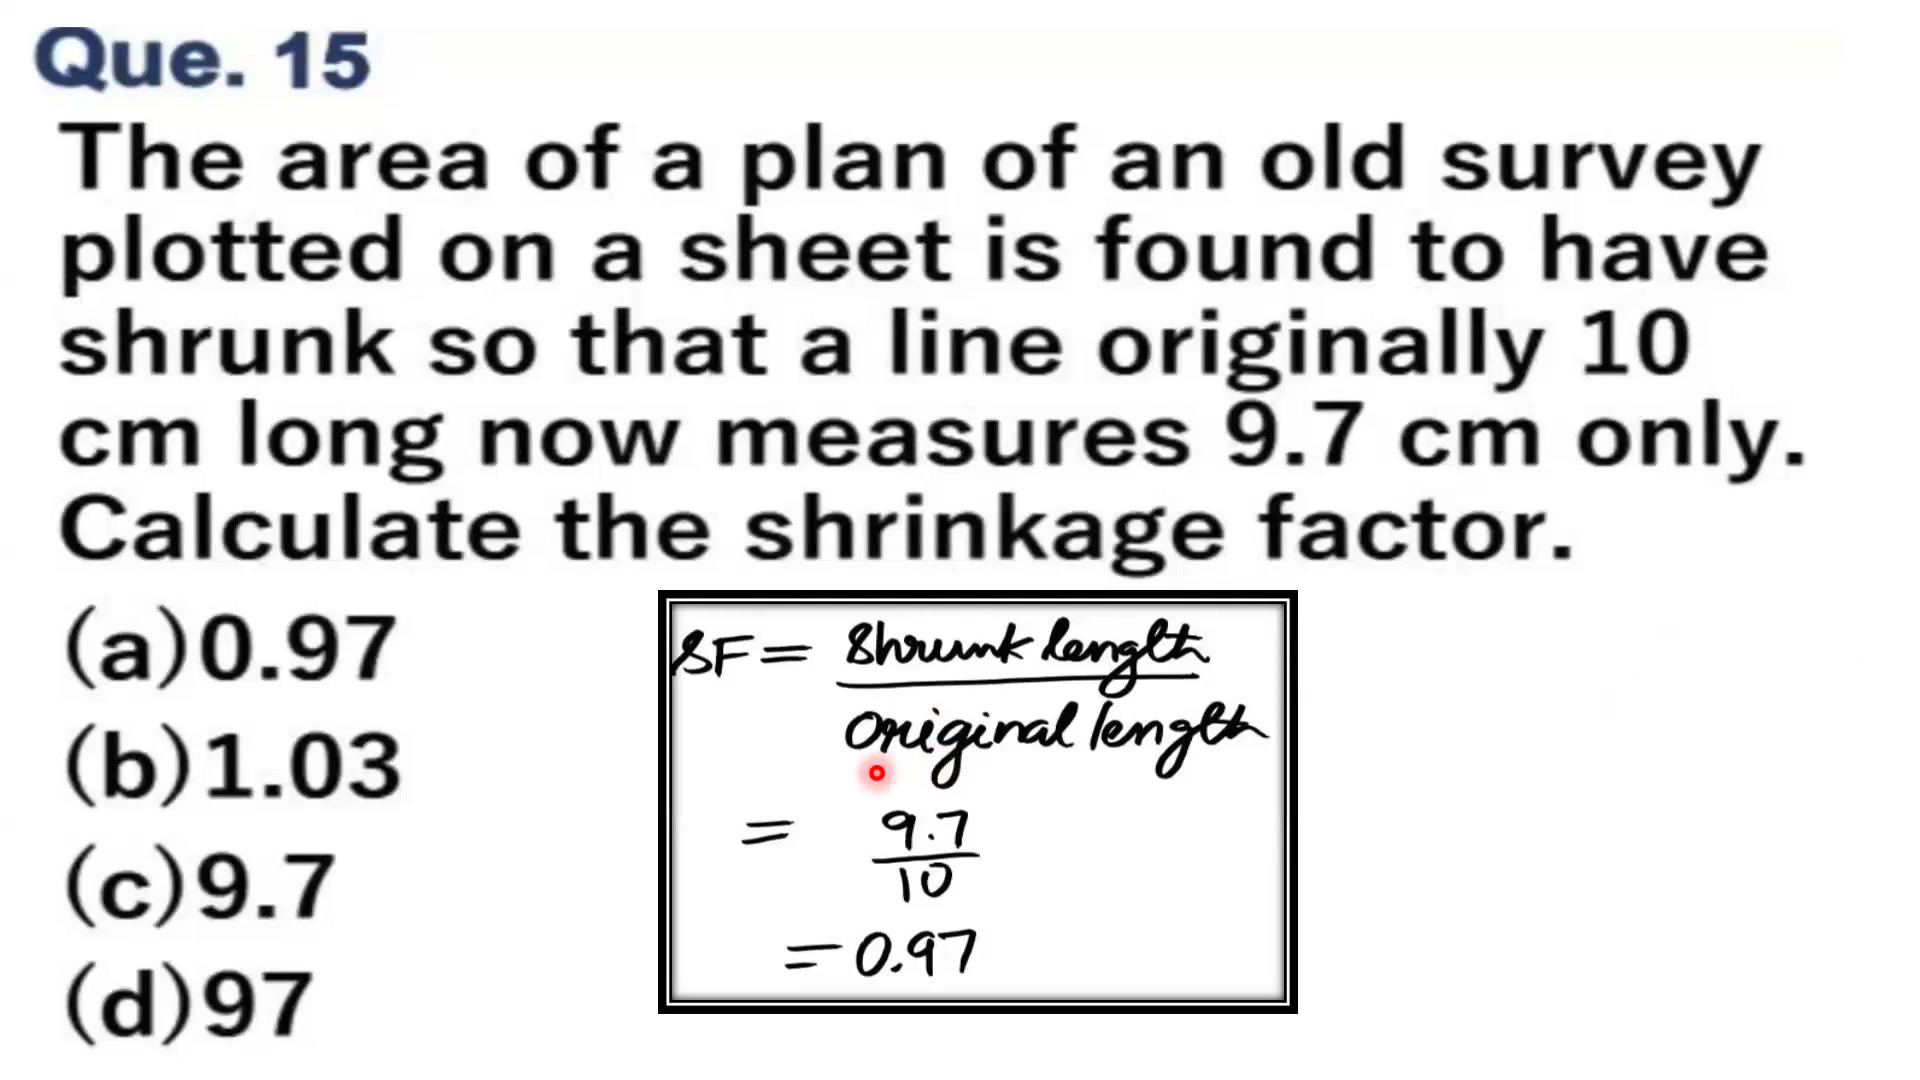 Que. 15
The area of a plan of an old survey
plotted on a sheet is found to have
shrunk so that a line originally 10
cm long now measures 9.7 cm only.
Calculate the shrinkage factor.
(a)0.97
(b)1.03
(c)9.7
(d)97
SF = Shrunk length
Original length
= 9.7
10
= 0.97